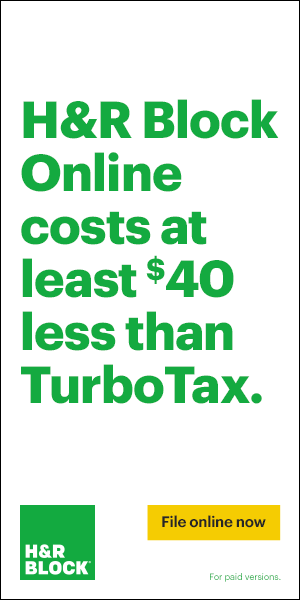 H&R Block
Online
costs at
least $40
less than
TurboTax.
H&R
BLOCK
File online now
For paid versions.